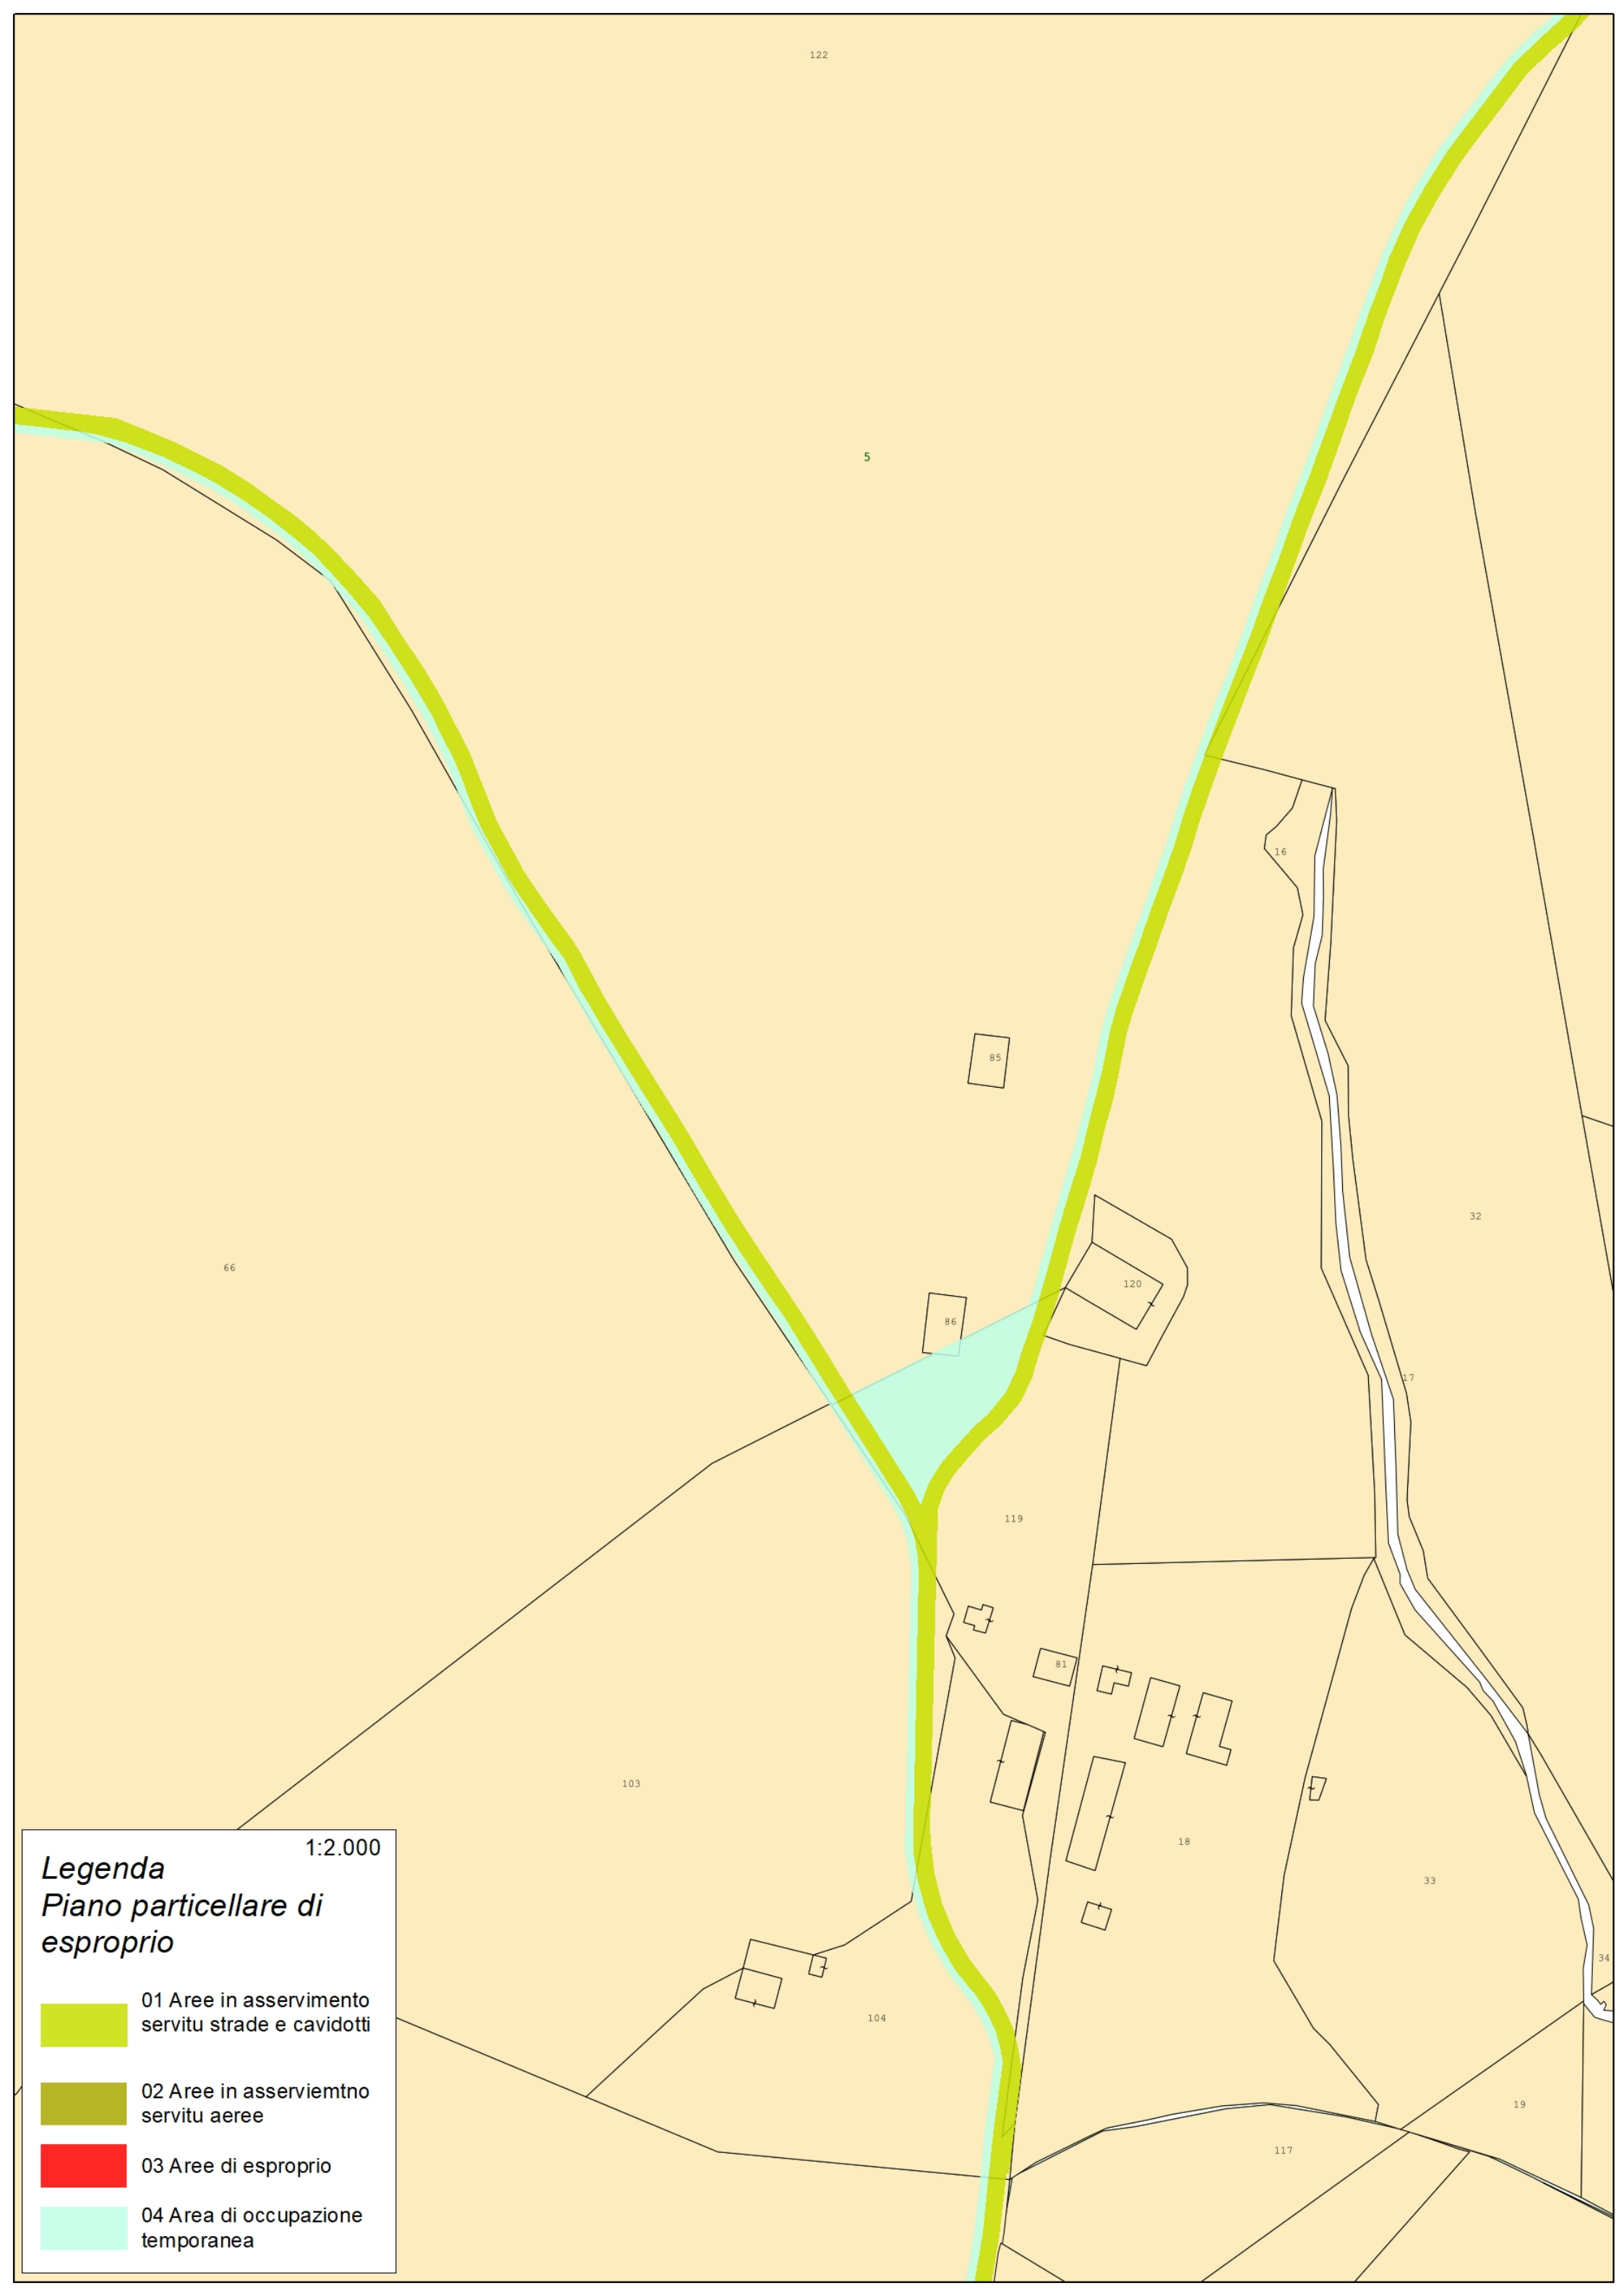 122
5
16
85
32
66
120
86
17
119
81
103
18
33
34
104
19
117
1:2.000
Legenda
Piano particellare di
esproprio
01 Aree in asservimento
servitu strade e cavidotti
02 Aree in asserviemtno
servitu aeree
03 Aree di esproprio
04 Area di occupazione
temporanea